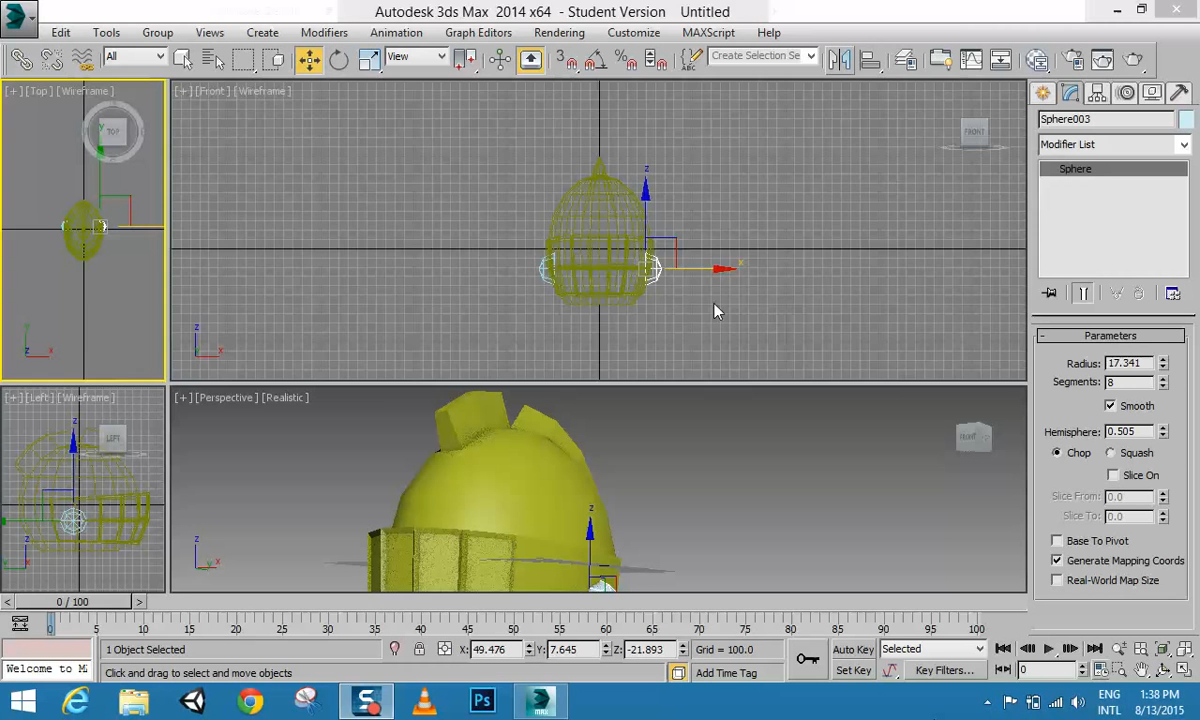 Autodesk 3ds Max 2014 x64 - Student Version Untitled
Edit Tools Group Views Create Modifiers Animation Graph Editors Rendering Customize MAXScript Help
All View 3 Create Selection Se
[+][Top][Wireframe] [+][Front][Wireframe]
TOP FRONT
Sphere003
Modifier List
Sphere
y
z
x
z
y
z x
z
x
[+][Left][Wireframe] [+][Perspective][Realistic]
LEFT FRONT
z
z
z
y
z
x
Parameters
Radius: 17.341
Segments: 8
Smooth
Hemisphere: 0.505
Chop Squash
Slice On
Slice From: 0.0
Slice To: 0.0
Base To Pivot
Generate Mapping Coords
Real-World Map Size
< 0 / 100 >
0 5 10 15 20 25 30 35 40 45 50 55 60 65 70 75 80 85 90 95 100
1 Object Selected X: 49.476 Y: 7.645 Z: -21.893 Grid = 100.0 Auto Key Selected
Welcome to M Click and drag to select and move objects Add Time Tag Set Key Key Filters... 0
Ps MAX ENG 1:38 PM
INTL 8/13/2015